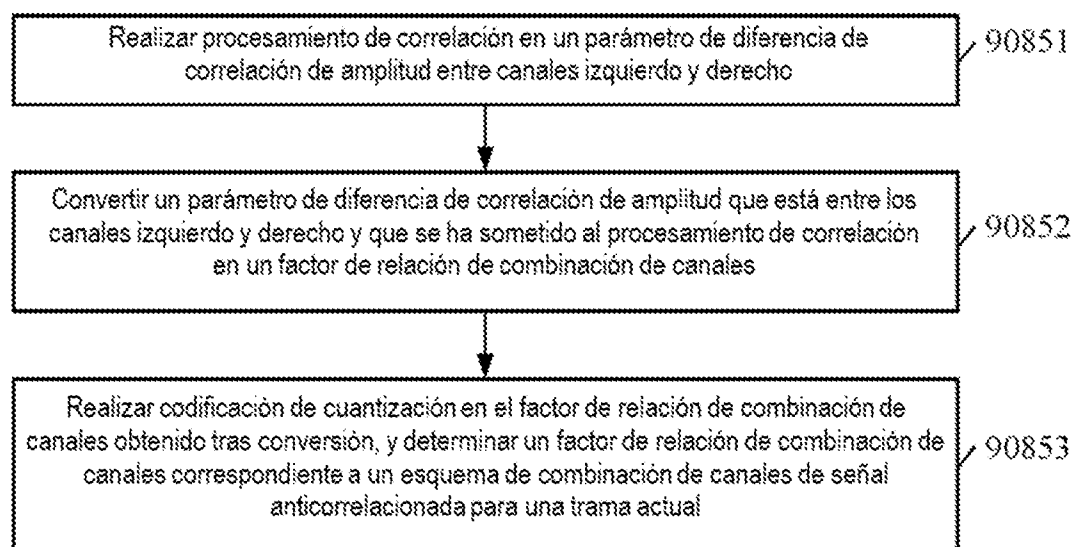 Realizar procesamiento de correlación en un parámetro de diferencia de
correlación de amplitud entre canales izquierdo y derecho
90851
Convertir un parámetro de diferencia de correlación de amplitud que está entre los
canales izquierdo y derecho y que se ha sometido al procesamiento de correlación
en un factor de relación de combinación de canales
90852
Realizar codificación de cuantización en el factor de relación de combinación de
canales obtenido tras conversión, y determinar un factor de relación de combinación de
canales correspondiente a un esquema de combinación de canales de señal
anticorrelacionada para una trama actual
90853